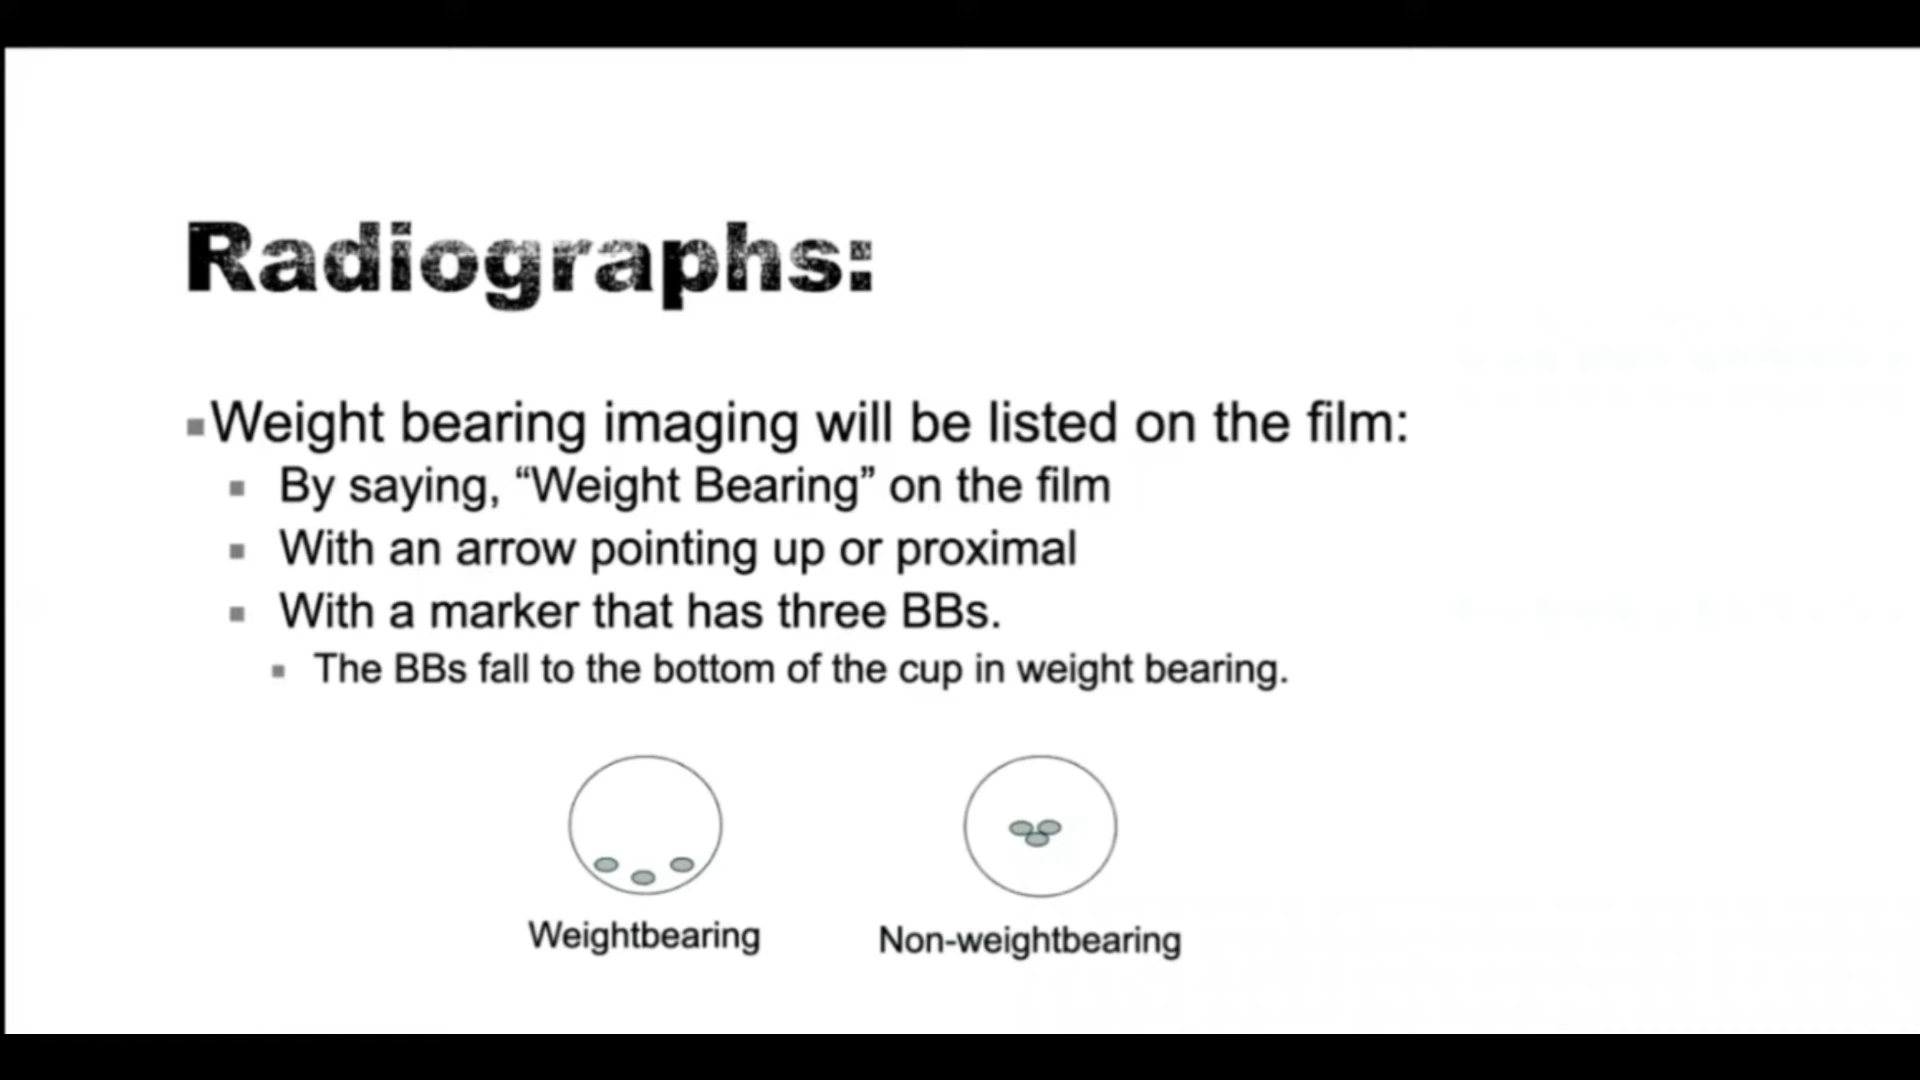 Radiographs:
Weight bearing imaging will be listed on the film:
By saying, “Weight Bearing” on the film
With an arrow pointing up or proximal
With a marker that has three BBs.
The BBs fall to the bottom of the cup in weight bearing.
Weightbearing
Non-weightbearing